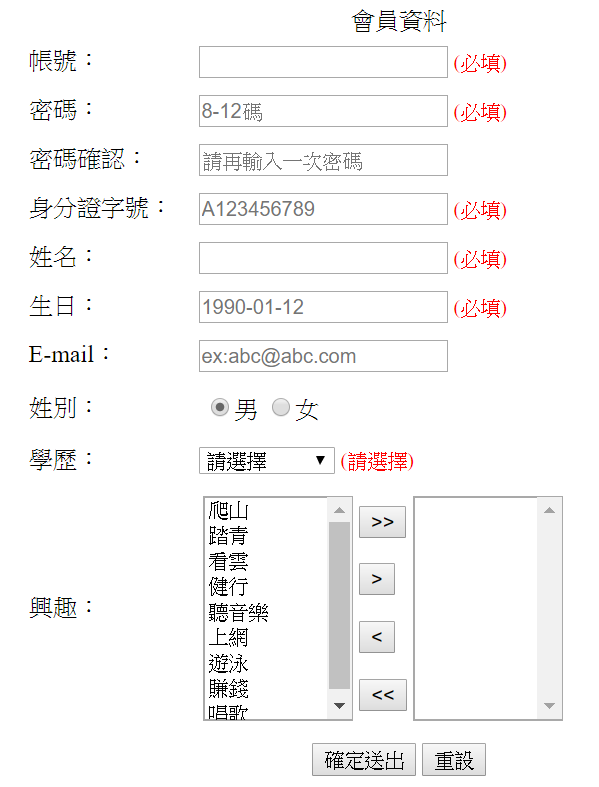 會員資料
帳號： (必填)
密碼： 8-12碼 (必填)
密碼確認： 請再輸入一次密碼
身分證字號： A123456789 (必填)
姓名： (必填)
生日： 1990-01-12 (必填)
E-mail： ex:abc@abc.com
姓別： 男 女
學歷： 請選擇 (請選擇)
興趣：
爬山
踏青
看雲
健行
聽音樂
上網
遊泳
賺錢
唱歌
>>
>
<
<<
確定送出 重設